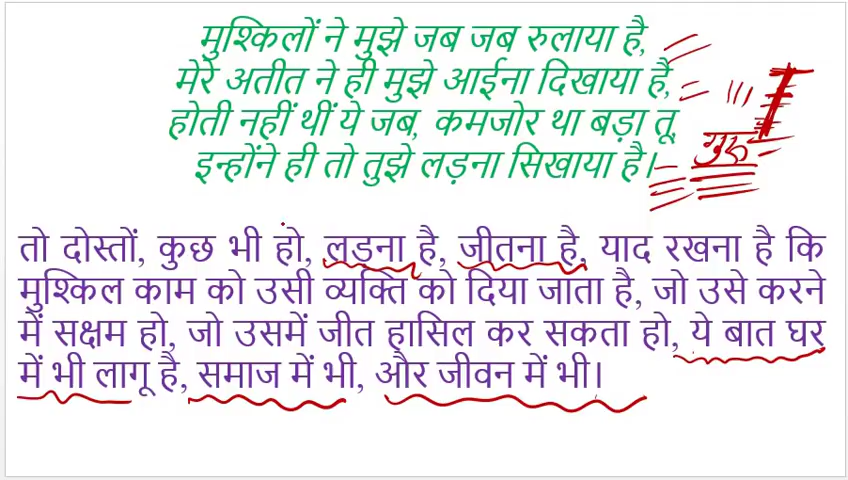 मुश्किलों ने मुझे जब जब रुलाया है,
मेरे अतीत ने ही मुझे आईना दिखाया है,
होती नहीं थीं ये जब, कमजोर था बड़ा तू,
इन्होंने ही तो तुझे लड़ना सिखाया है।
तो दोस्तों, कुछ भी हो, लड़ना है, जीतना है, याद रखना है कि
मुश्किल काम को उसी व्यक्ति को दिया जाता है, जो उसे करने
में सक्षम हो, जो उसमें जीत हासिल कर सकता हो, ये बात घर
में भी लागू है, समाज में भी, और जीवन में भी।